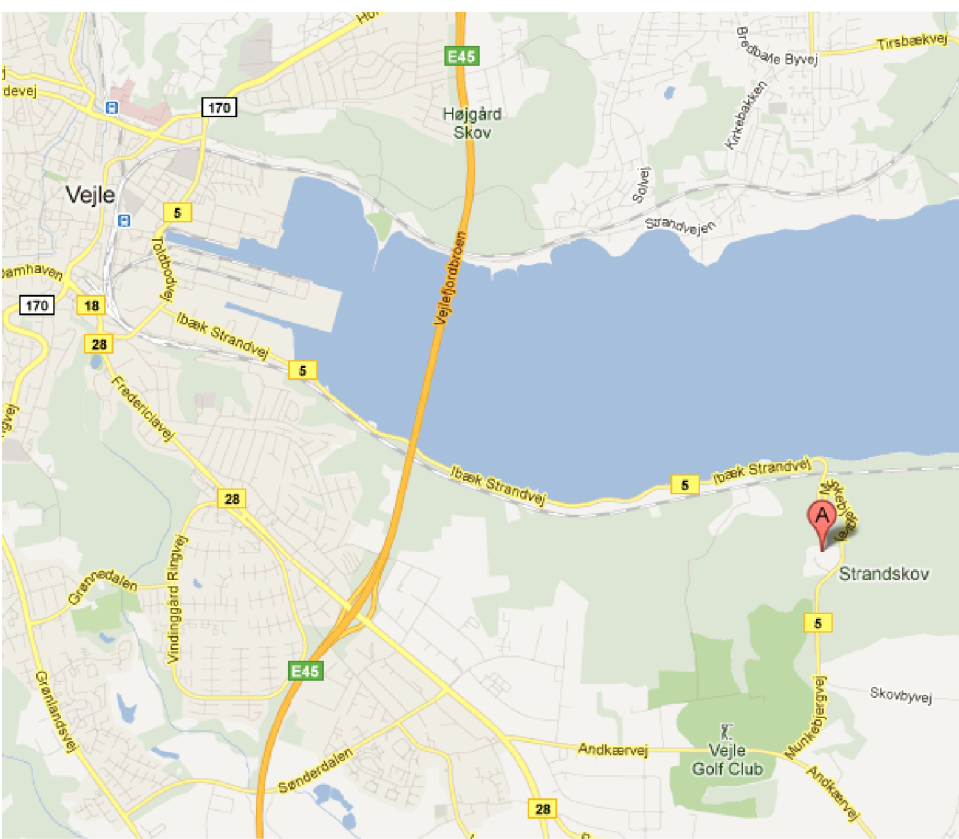 E45
Tirsbækvej
Bredballe Byvej
170
Højgård
Skov
Kirkebakken
Vejle
Solvej
5
Strandvejen
Toldbodvej
Vejlefjordbroen
170
18
Ibæk Strandvej
28
5
Fredericiavej
Ibæk Strandvej
5
Ibæk Strandvej
28
A
Grønnedalen
Vindinggård Ringvej
Strandskov
5
E45
Grønlandsvej
Skovbyvej
Munkebjergvej
Andkærvej
Vejle
Golf Club
Sønderdalen
Andkærvej
28